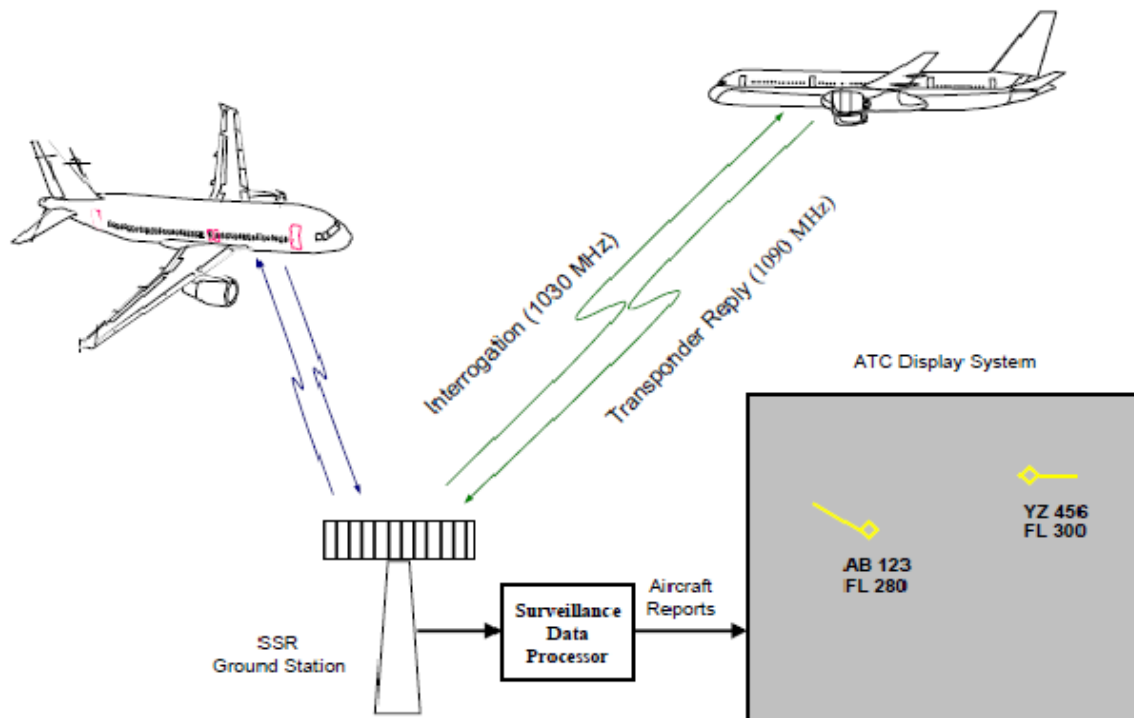 Interrogation (1030 MHz)
Transponder Reply (1090 MHz)
ATC Display System
YZ 456
FL 300
AB 123
FL 280
Aircraft
Reports
Surveillance
Data
Processor
SSR
Ground Station